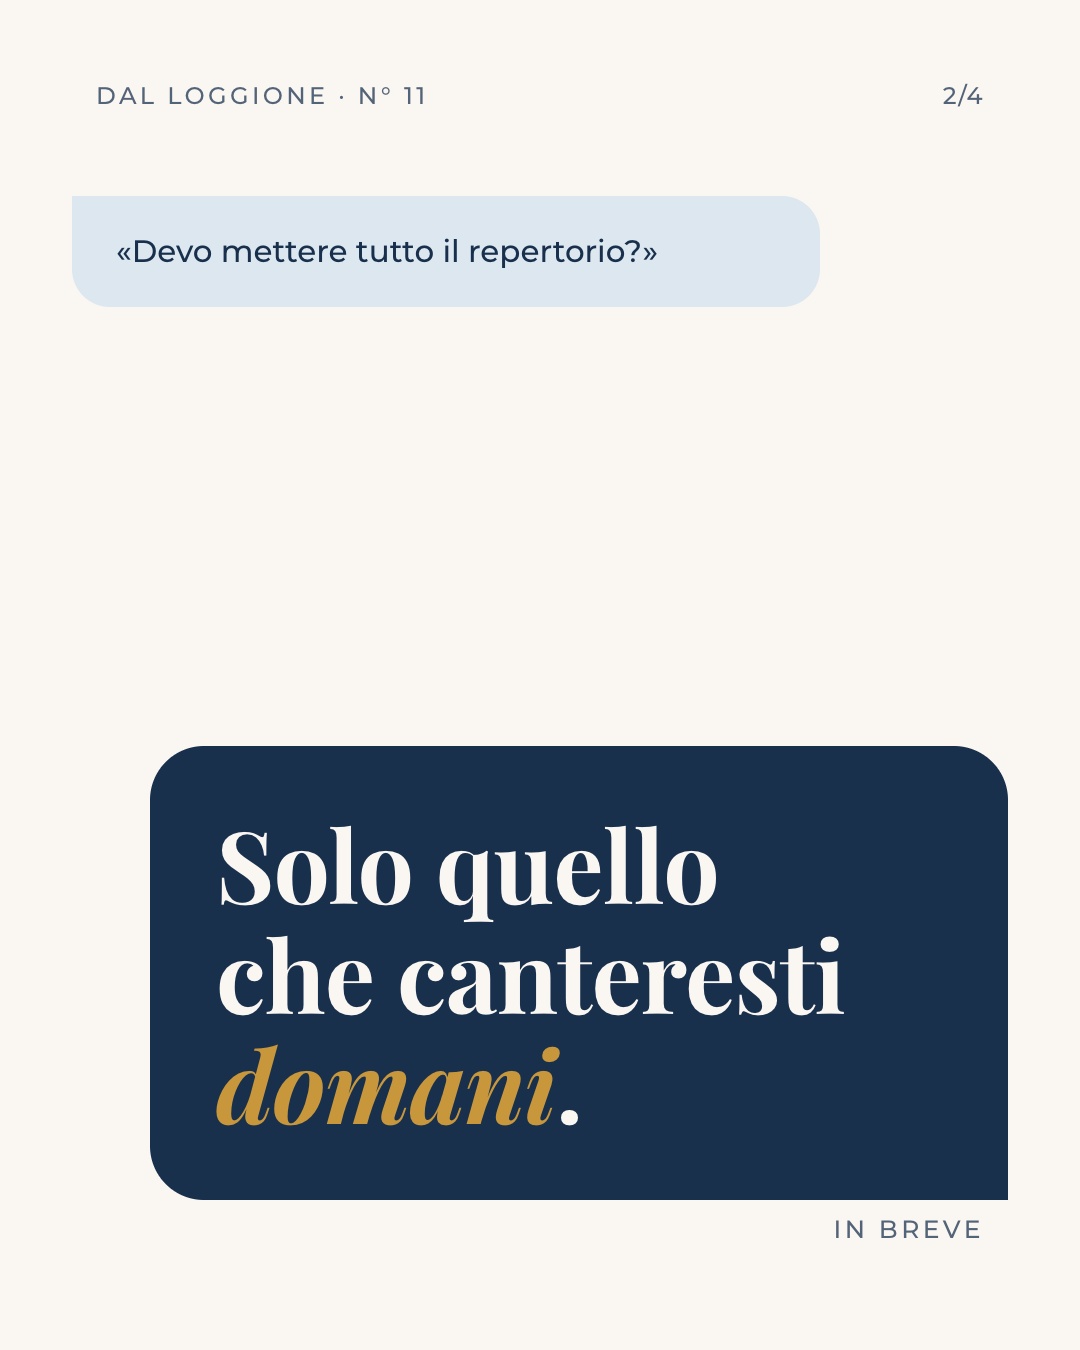 DAL LOGGIONE · N° 11
2/4
«Devo mettere tutto il repertorio?»
Solo quello
che canteresti
domani.
IN BREVE